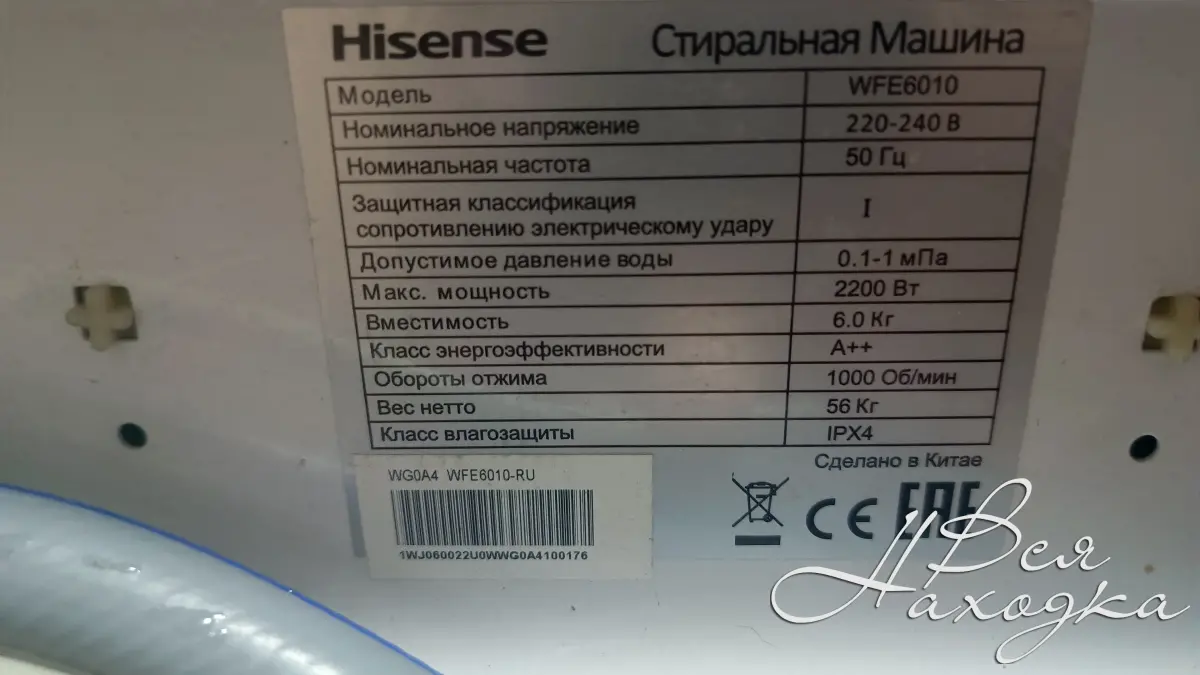 Hisense Стиральная Машина
Модель WFE6010
Номинальное напряжение 220-240 В
Номинальная частота 50 Гц
Защитная классификация
сопротивлению электрическому удару I
Допустимое давление воды 0.1-1 мПа
Макс. мощность 2200 Вт
Вместимость 6.0 Кг
Класс энергоэффективности A++
Обороты отжима 1000 Об/мин
Вес нетто 56 Кг
Класс влагозащиты IPX4
Сделано в Китае
WG0A4 WFE6010-RU
1WJ060022U0WWG0A4100176
CE EAC
Вся
Находка